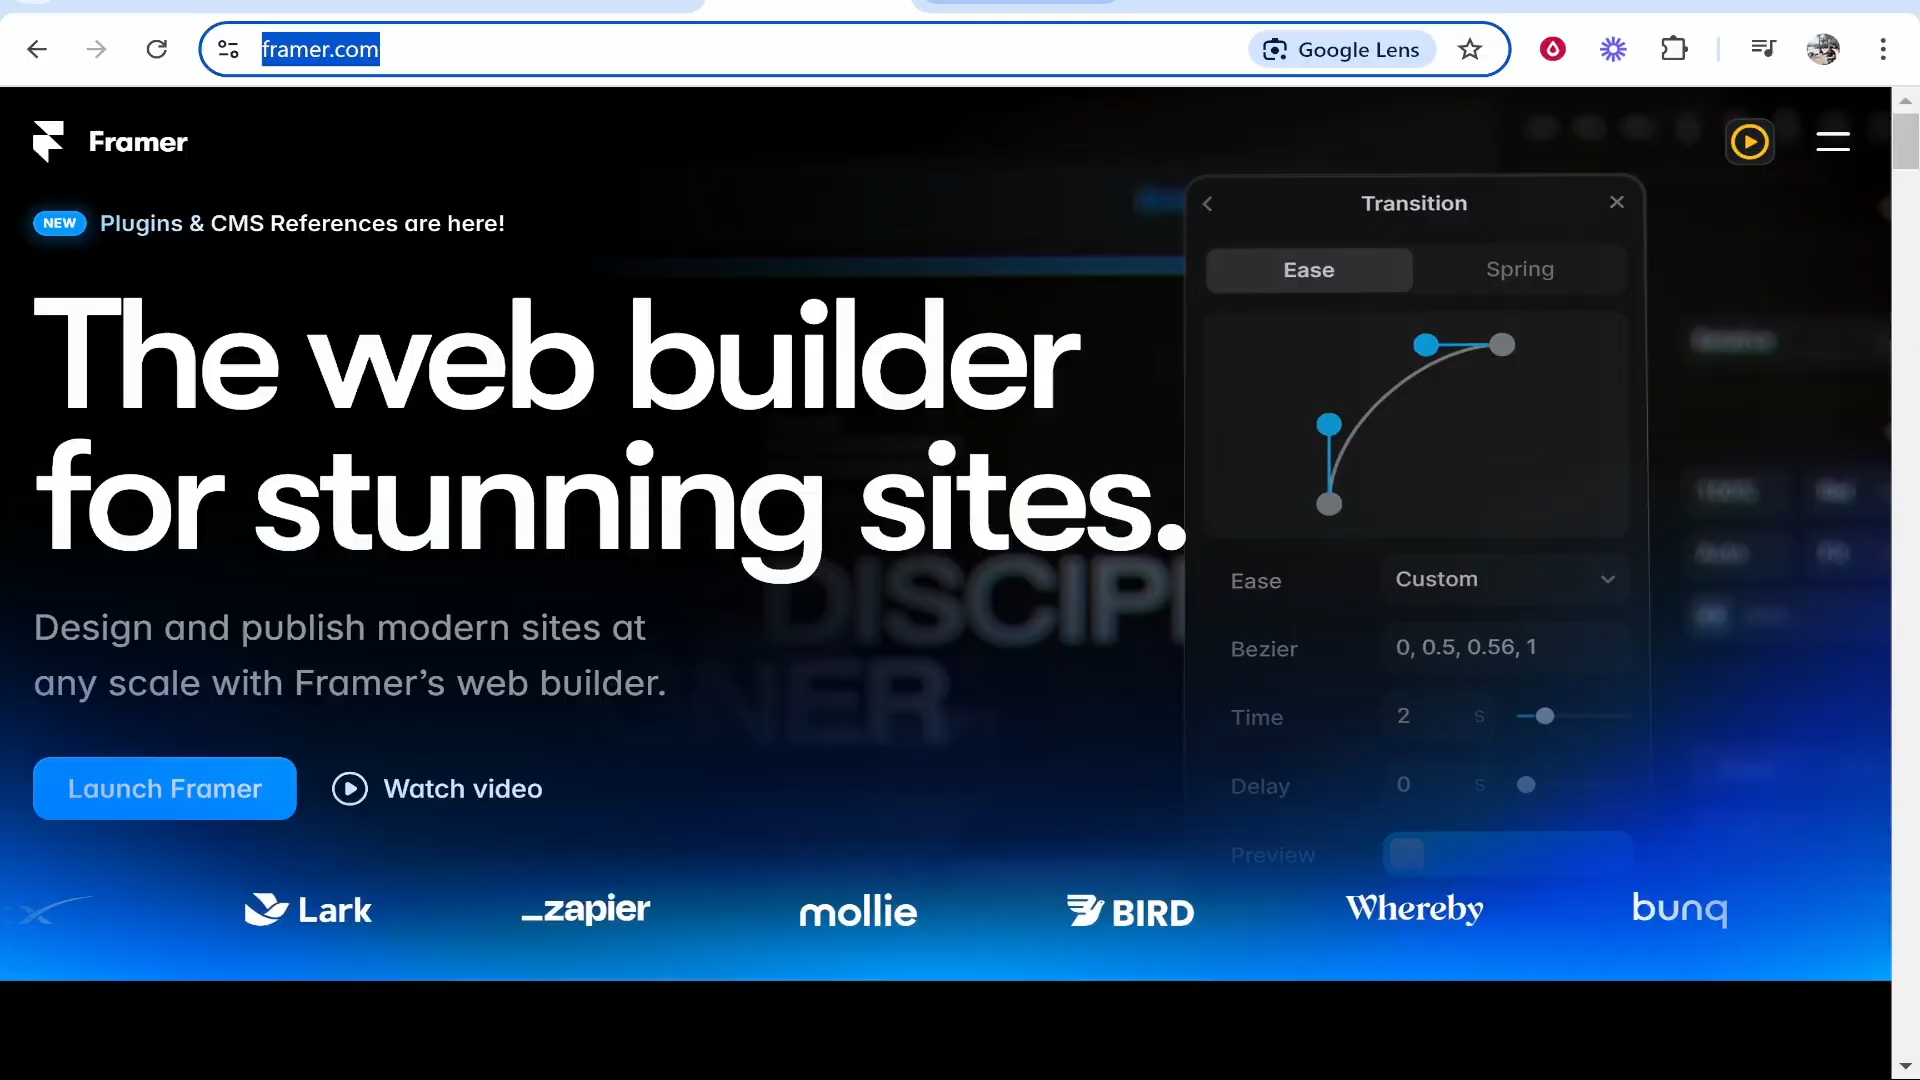 framer.com
Google Lens
Framer
NEW Plugins & CMS References are here!
The web builder
for stunning sites.
Design and publish modern sites at
any scale with Framer’s web builder.
Launch Framer
Watch video
Transition
Ease Spring
Ease Custom
Bezier 0, 0.5, 0.56, 1
Time 2 s
Delay 0 s
Preview
DISCIP
NER
Lark
zapier
mollie
BIRD
Whereby
bunq